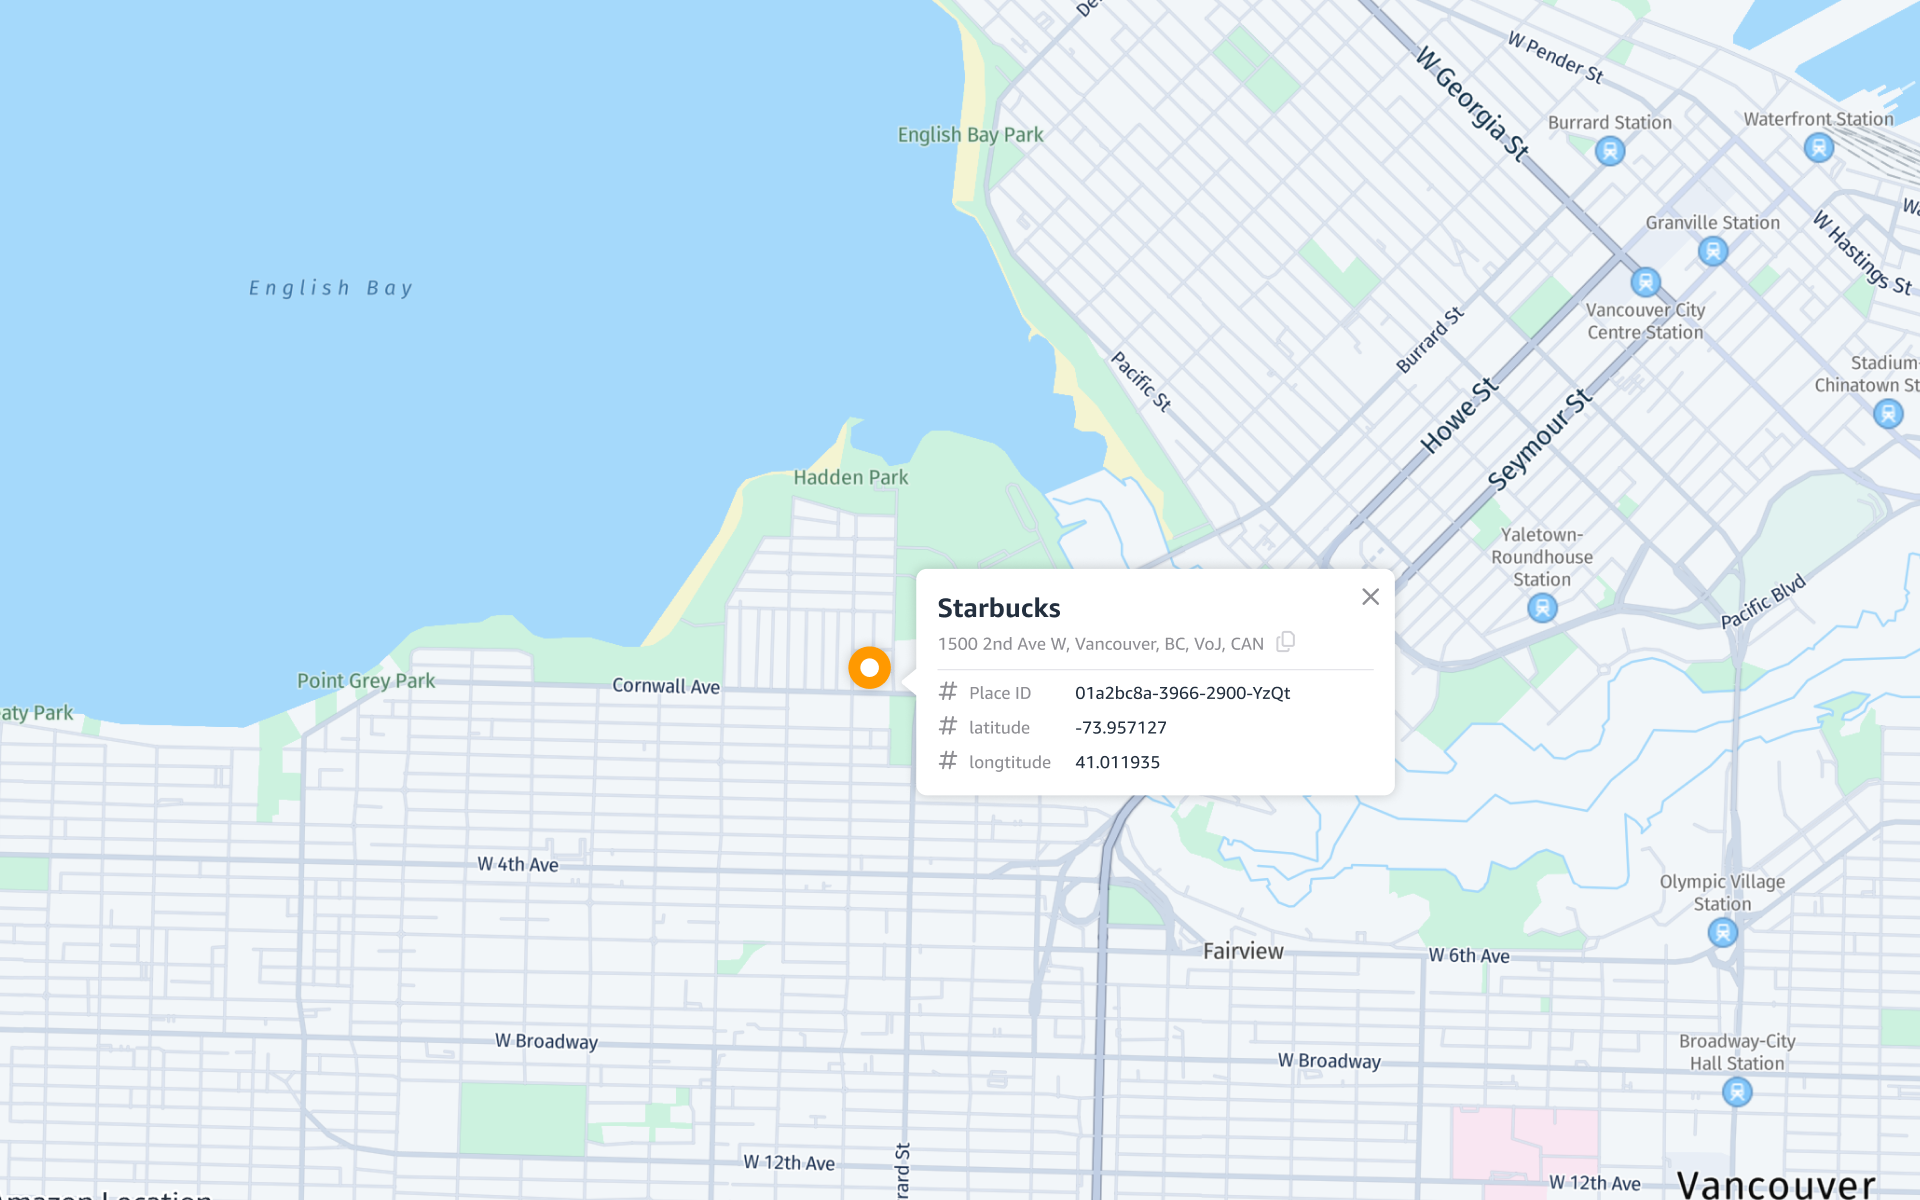 W Pender St
W Georgia St
Burrard Station
Waterfront Station
English Bay Park
Granville Station
W Hastings St
English Bay
Vancouver City
Centre Station
Burrard St
Pacific St
Howe St
Seymour St
Stadium-
Chinatown St
Hadden Park
Yaletown-
Roundhouse
Station
Pacific Blvd
Starbucks
1500 2nd Ave W, Vancouver, BC, VoJ, CAN
# Place ID 01a2bc8a-3966-2900-YzQt
# latitude -73.957127
# longtitude 41.011935
Point Grey Park
Cornwall Ave
aty Park
W 4th Ave
Olympic Village
Station
Fairview
W 6th Ave
W Broadway
W Broadway
Broadway-City
Hall Station
W 12th Ave
rard St
W 12th Ave
Vancouver
mazon Location